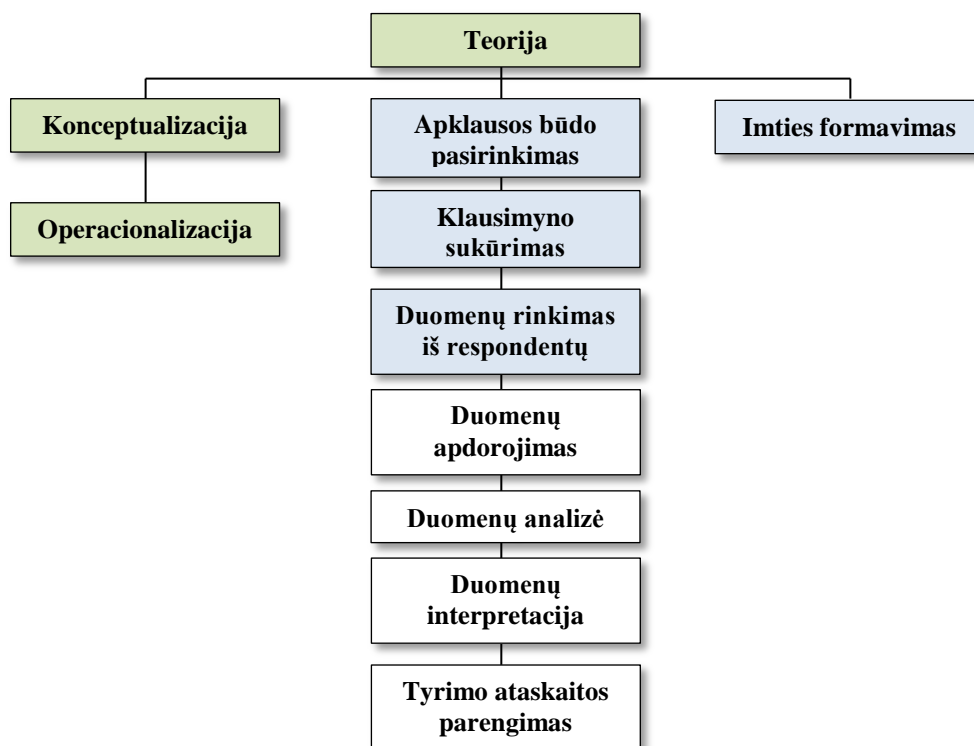 Teorija
Konceptualizacija
Apklausos būdo
pasirinkimas
Imties formavimas
Operacionalizacija
Klausimyno
sukūrimas
Duomenų rinkimas
iš respondentų
Duomenų
apdorojimas
Duomenų analizė
Duomenų
interpretacija
Tyrimo ataskaitos
parengimas